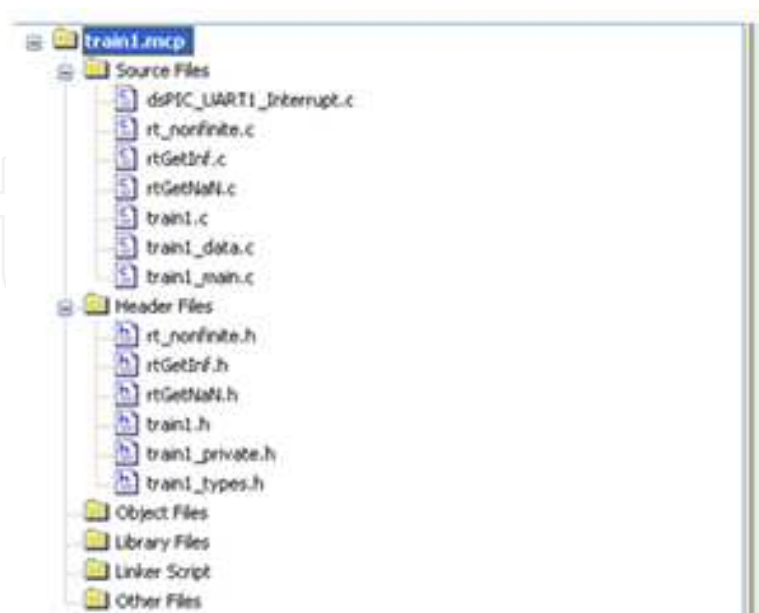 train1.mcp
Source Files
dsPIC_UART1_Interrupt.c
rt_nonfinite.c
rtGetInf.c
rtGetNaN.c
train1.c
train1_data.c
train1_main.c
Header Files
rt_nonfinite.h
rtGetInf.h
rtGetNaN.h
train1.h
train1_private.h
train1_types.h
Object Files
Library Files
Linker Script
Other Files